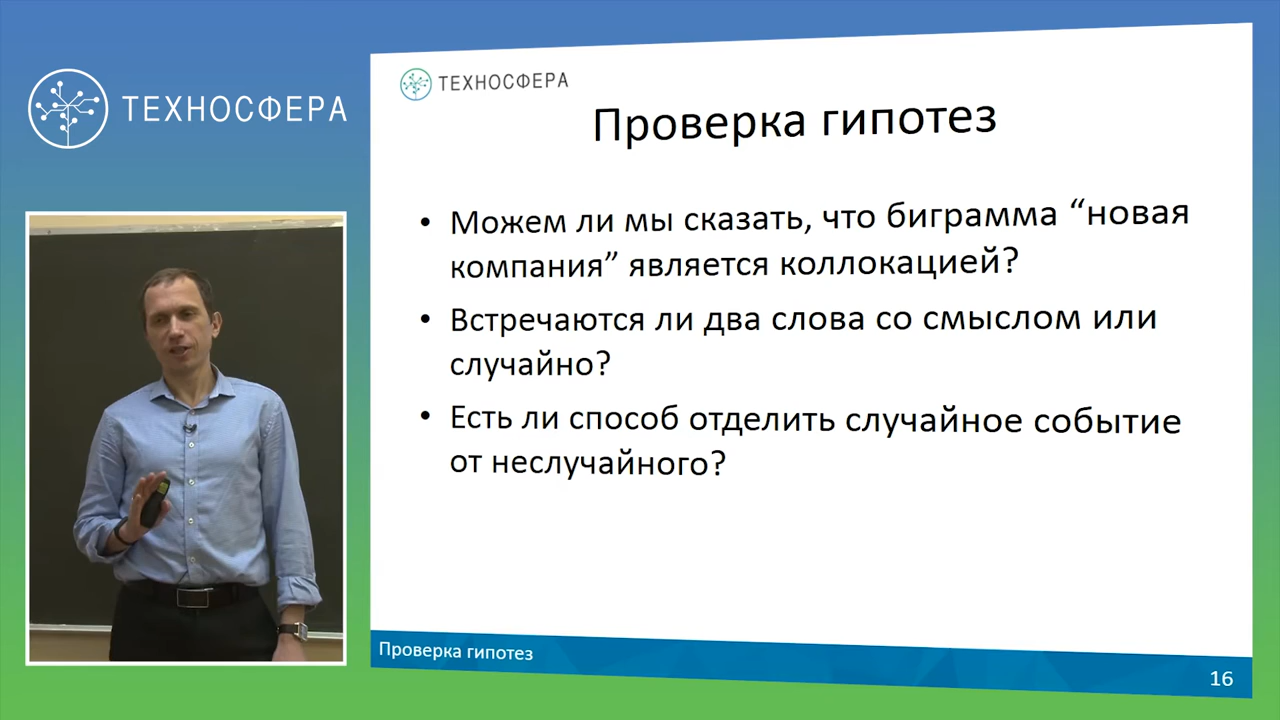 ТЕХНОСФЕРА
ТЕХНОСФЕРА
Проверка гипотез
• Можем ли мы сказать, что биграмма “новая
компания” является коллокацией?
• Встречаются ли два слова со смыслом или
случайно?
• Есть ли способ отделить случайное событие
от неслучайного?
Проверка гипотез
16